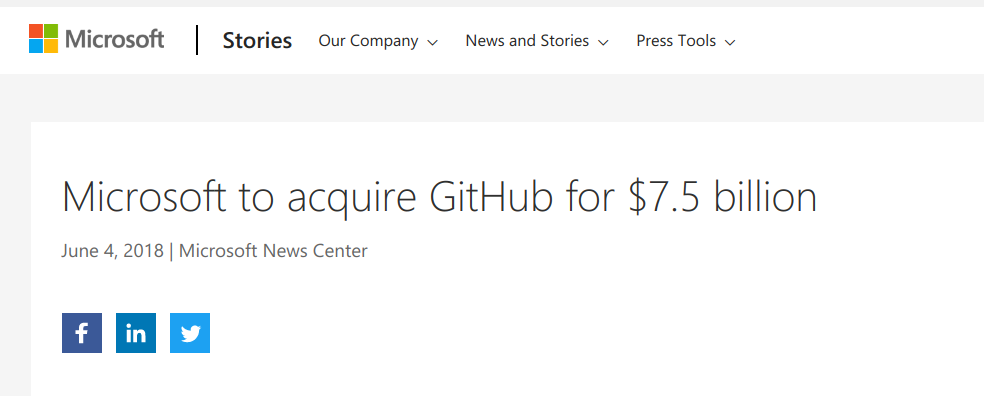 Microsoft | Stories Our Company News and Stories Press Tools
Microsoft to acquire GitHub for $7.5 billion
June 4, 2018 | Microsoft News Center
f in